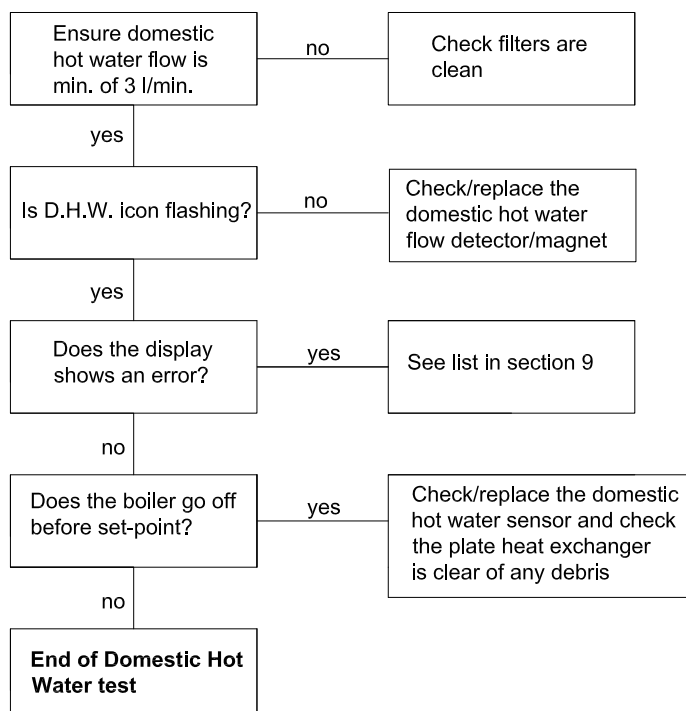 Ensure domestic
hot water flow is
min. of 3 l/min.
no
Check filters are
clean
yes
Is D.H.W. icon flashing?
no
Check/replace the
domestic hot water
flow detector/magnet
yes
Does the display
shows an error?
yes
See list in section 9
no
Does the boiler go off
before set-point?
yes
Check/replace the domestic
hot water sensor and check
the plate heat exchanger
is clear of any debris
no
End of Domestic Hot
Water test